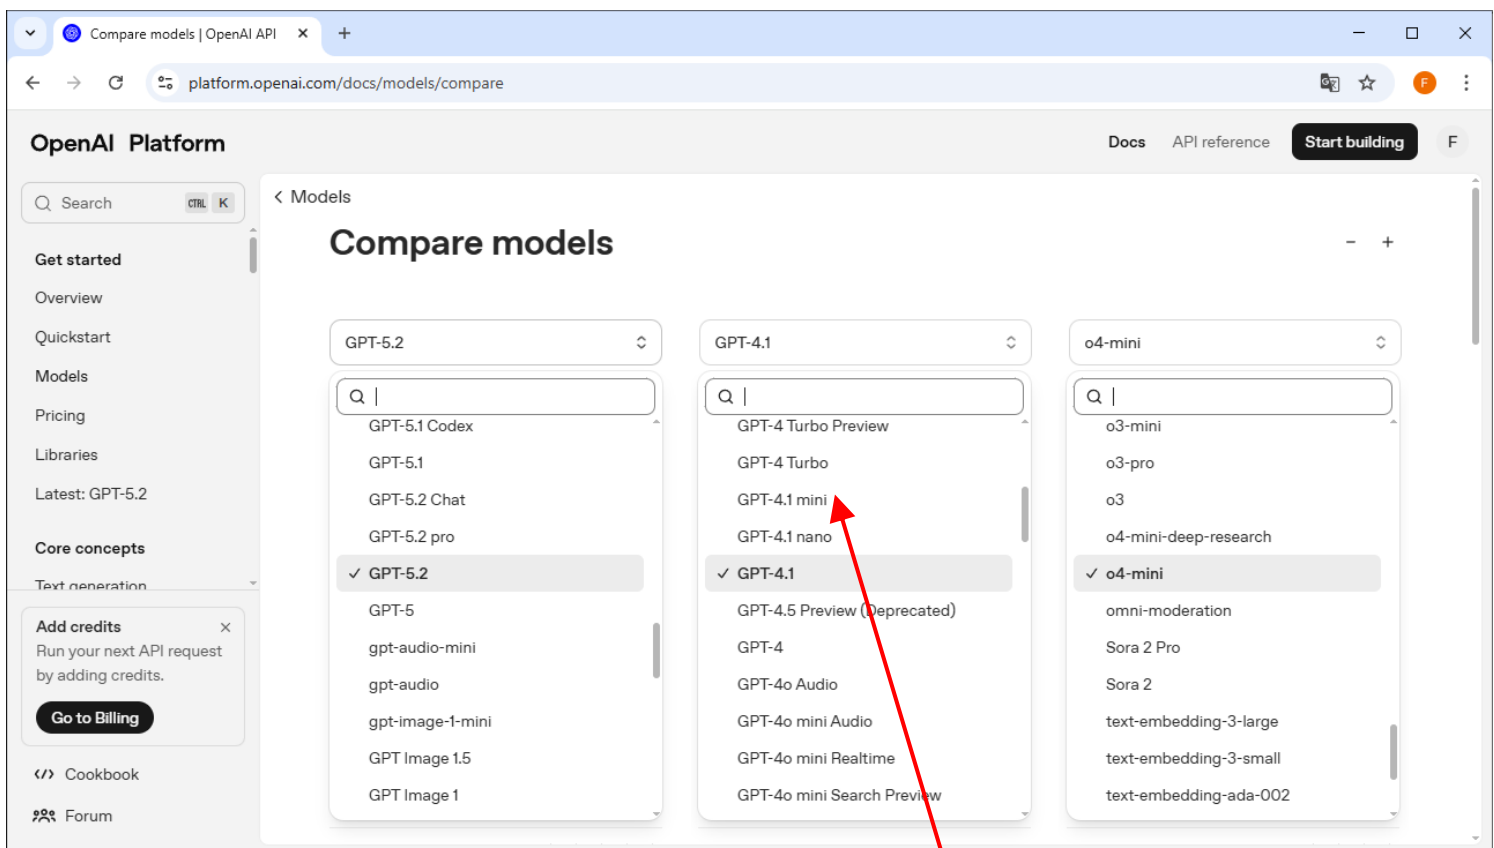 Compare models | OpenAI API
platform.openai.com/docs/models/compare
F
OpenAI Platform
Docs
API reference
Start building
F
Search
CTRL K
Get started
Overview
Quickstart
Models
Pricing
Libraries
Latest: GPT-5.2
Core concepts
Text generation
Add credits
Run your next API request
by adding credits.
Go to Billing
Cookbook
Forum
Models
Compare models
- +
GPT-5.2
GPT-5.1 Codex
GPT-5.1
GPT-5.2 Chat
GPT-5.2 pro
GPT-5.2
GPT-5
gpt-audio-mini
gpt-audio
gpt-image-1-mini
GPT Image 1.5
GPT Image 1
GPT-4.1
GPT-4 Turbo Preview
GPT-4 Turbo
GPT-4.1 mini
GPT-4.1 nano
GPT-4.1
GPT-4.5 Preview (Deprecated)
GPT-4
GPT-4o Audio
GPT-4o mini Audio
GPT-4o mini Realtime
GPT-4o mini Search Preview
o4-mini
o3-mini
o3-pro
o3
o4-mini-deep-research
o4-mini
omni-moderation
Sora 2 Pro
Sora 2
text-embedding-3-large
text-embedding-3-small
text-embedding-ada-002